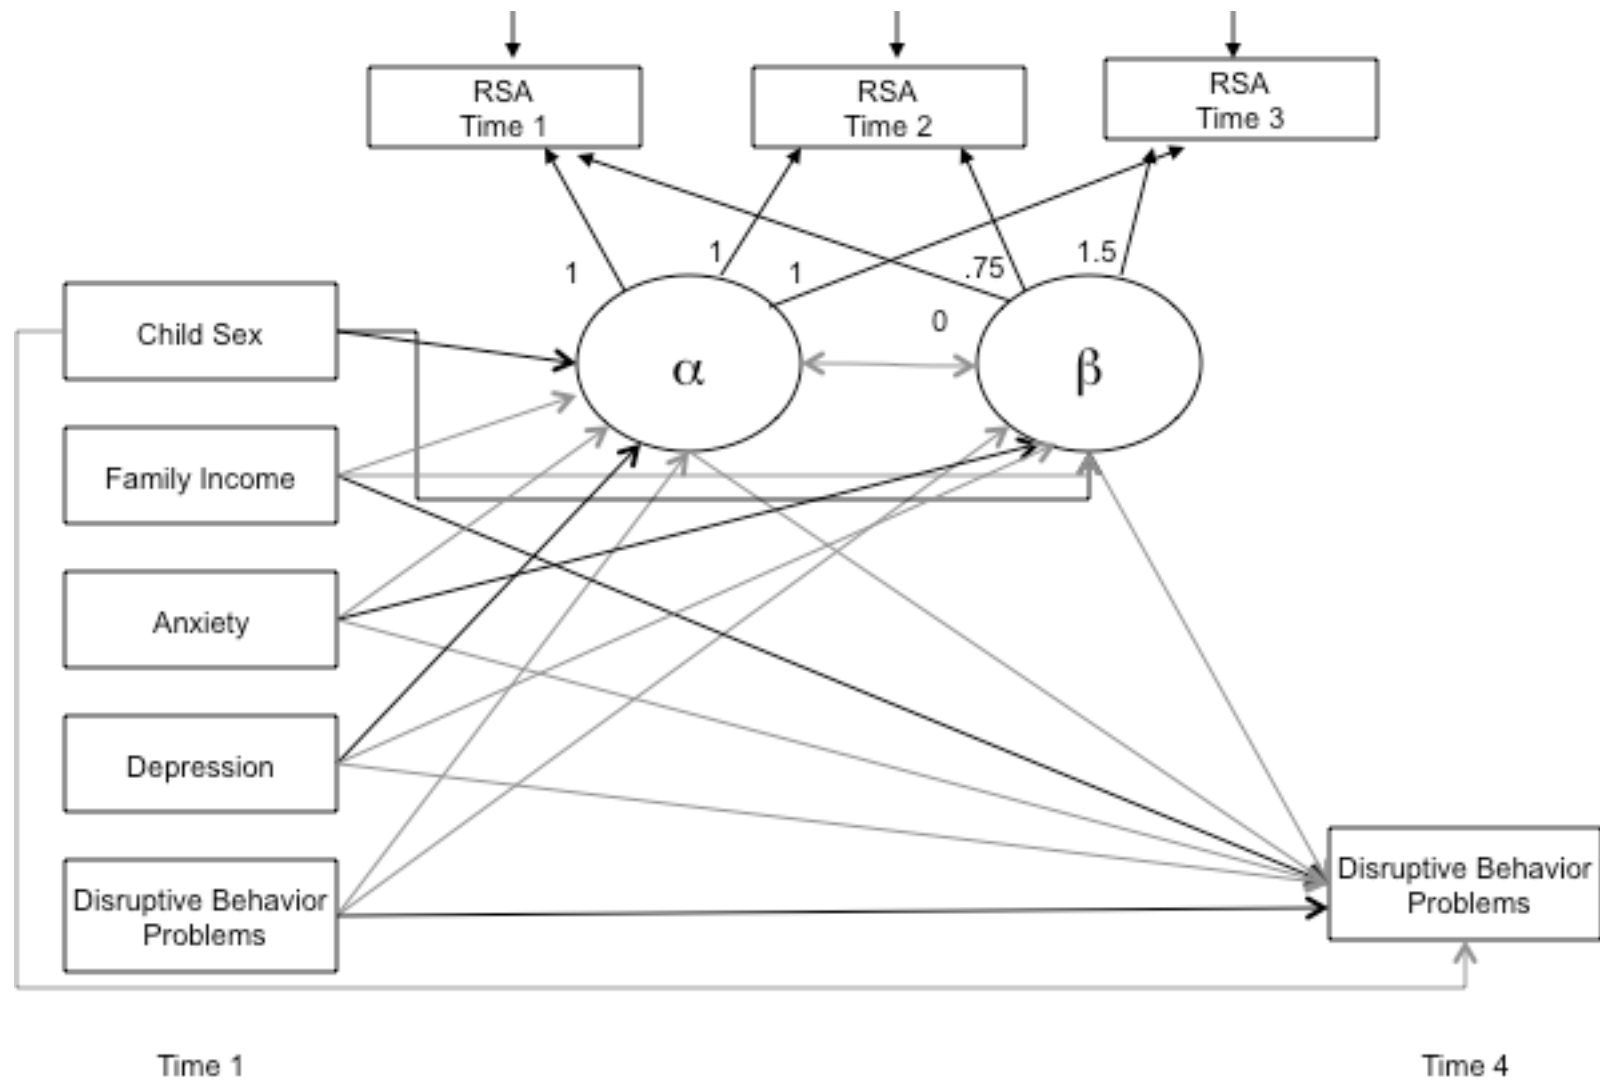 RSA
Time 1
RSA
Time 2
RSA
Time 3
1
1
1
.75
1.5
0
Child Sex
α
β
Family Income
Anxiety
Depression
Disruptive Behavior
Problems
Disruptive Behavior
Problems
Time 1
Time 4